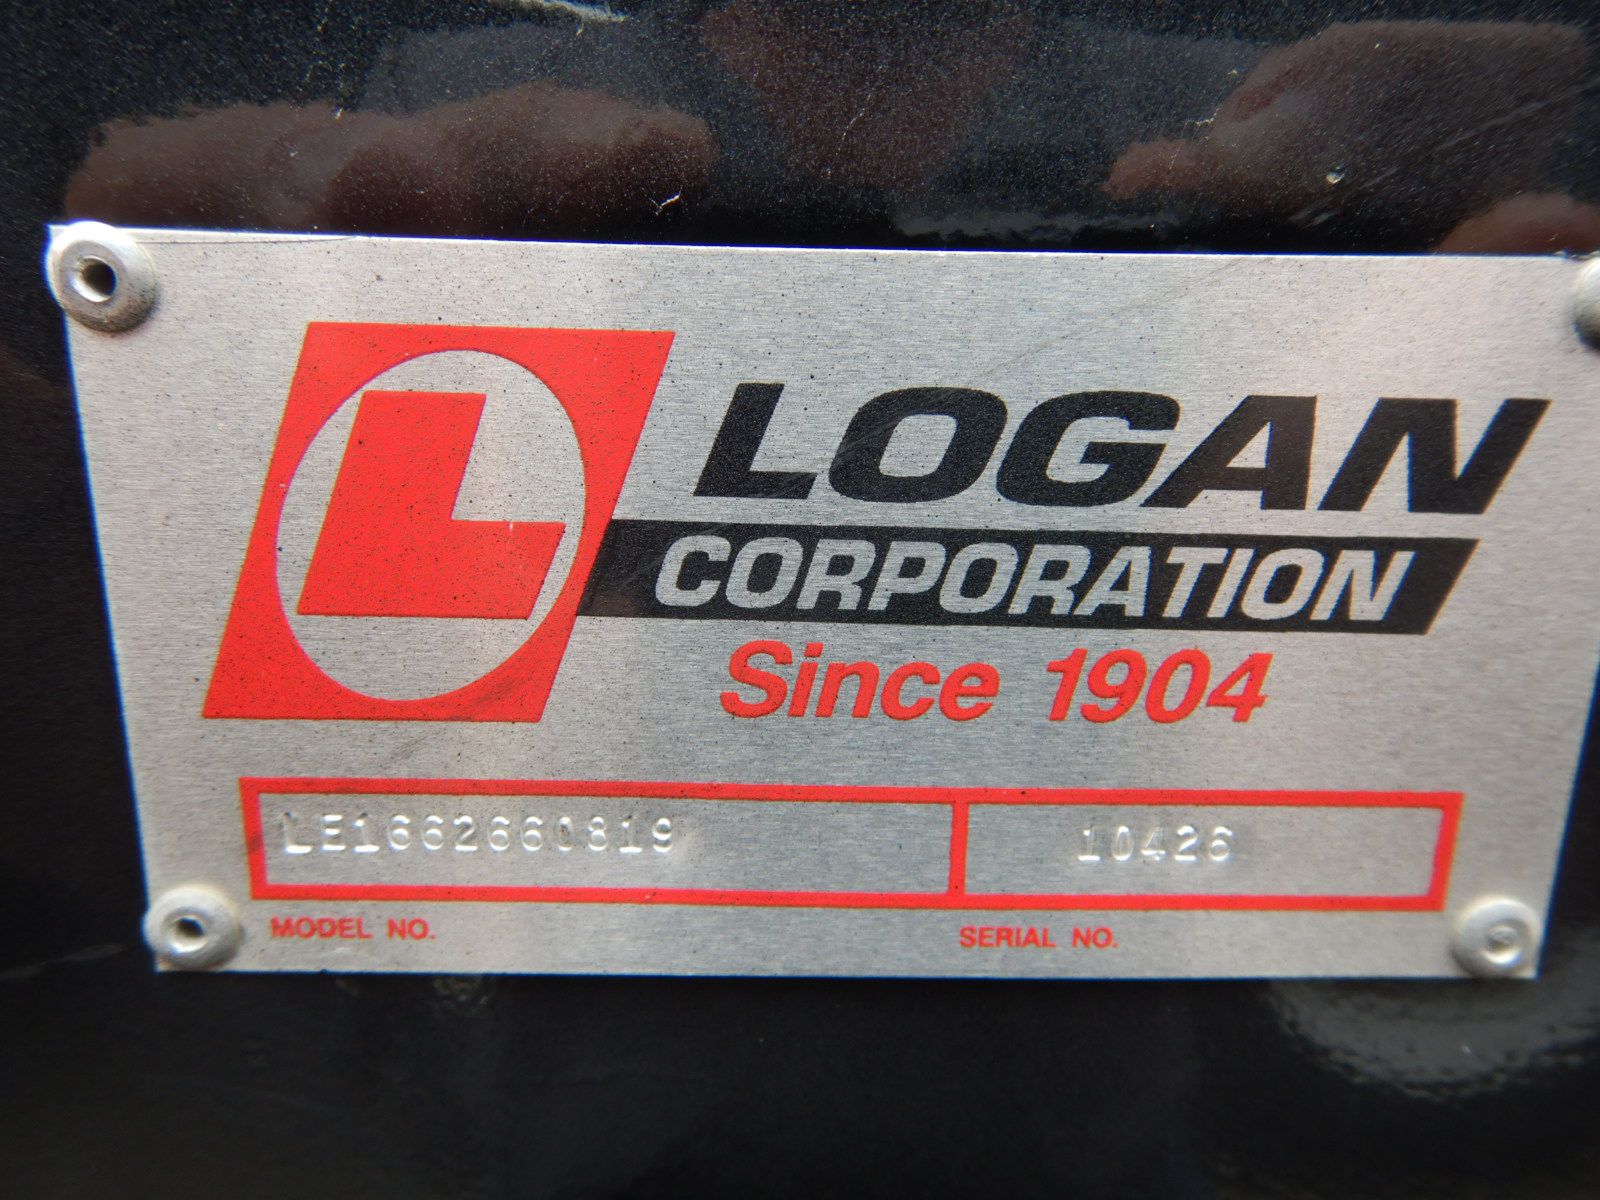 L
LOGAN
CORPORATION
Since 1904
LE1662660819
10426
MODEL NO.
SERIAL NO.